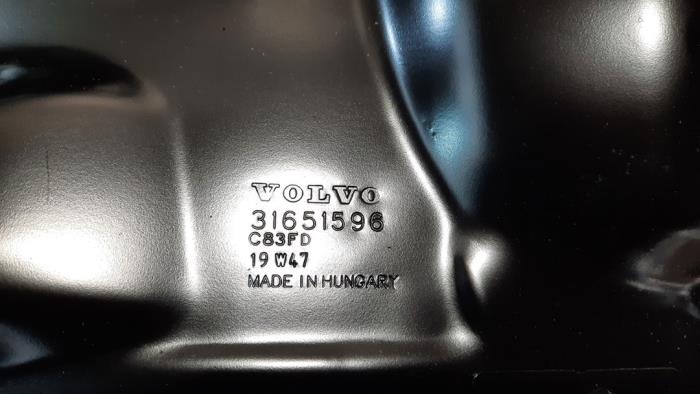 VOLVO
31651596
C83FD
19 W47
MADE IN HUNGARY